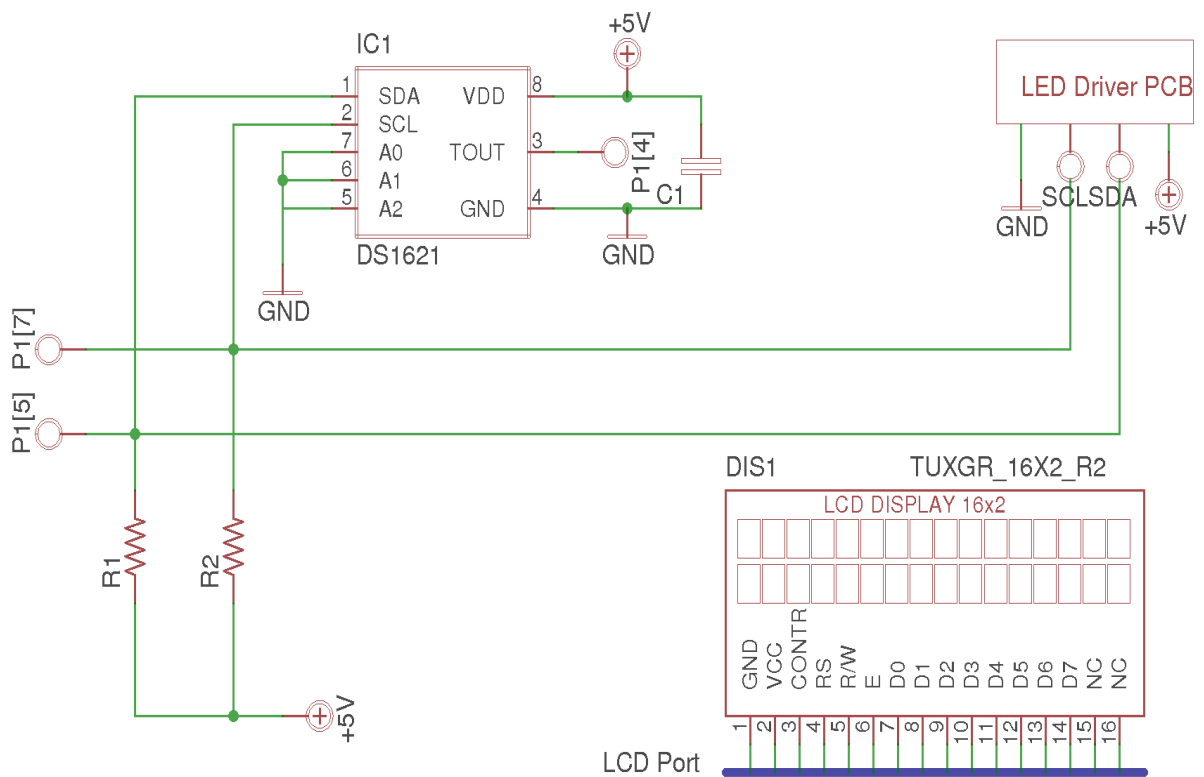 +5V
IC1
1 SDA VDD 8
2 SCL
7 A0 TOUT 3 P1[4]
6 A1
5 A2 GND 4
C1
DS1621
GND
GND
LED Driver PCB
SCL SDA
GND
+5V
P1[7]
P1[5]
R1
R2
+5V
DIS1 TUXGR_16X2_R2
LCD DISPLAY 16x2
GND VCC CONTR RS R/W E D0 D1 D2 D3 D4 D5 D6 D7 NC NC
1 2 3 4 5 6 7 8 9 10 11 12 13 14 15 16
LCD Port